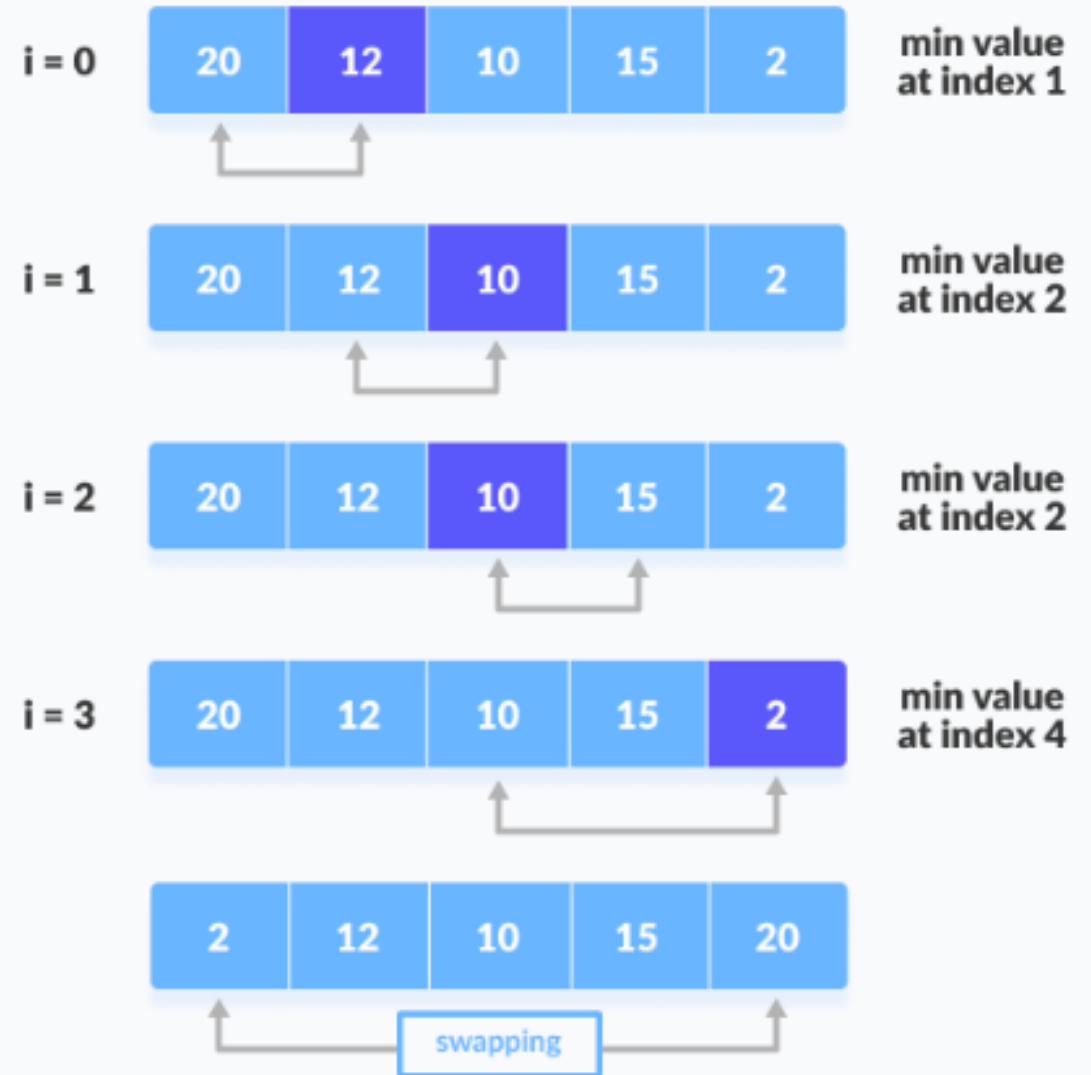 i = 0 20 12 10 15 2 min value
at index 1
i = 1 20 12 10 15 2 min value
at index 2
i = 2 20 12 10 15 2 min value
at index 2
i = 3 20 12 10 15 2 min value
at index 4
2 12 10 15 20
swapping